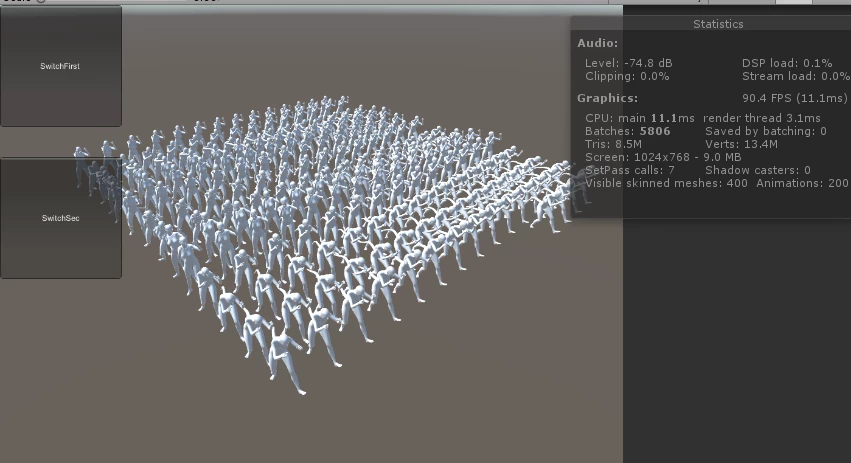 SwitchFirst
SwitchSec
Statistics
Audio:
Level: -74.8 dB DSP load: 0.1%
Clipping: 0.0% Stream load: 0.0%
Graphics: 90.4 FPS (11.1ms)
CPU: main 11.1ms render thread 3.1ms
Batches: 5806 Saved by batching: 0
Tris: 8.5M Verts: 13.4M
Screen: 1024x768 - 9.0 MB
SetPass calls: 7 Shadow casters: 0
Visible skinned meshes: 400 Animations: 200